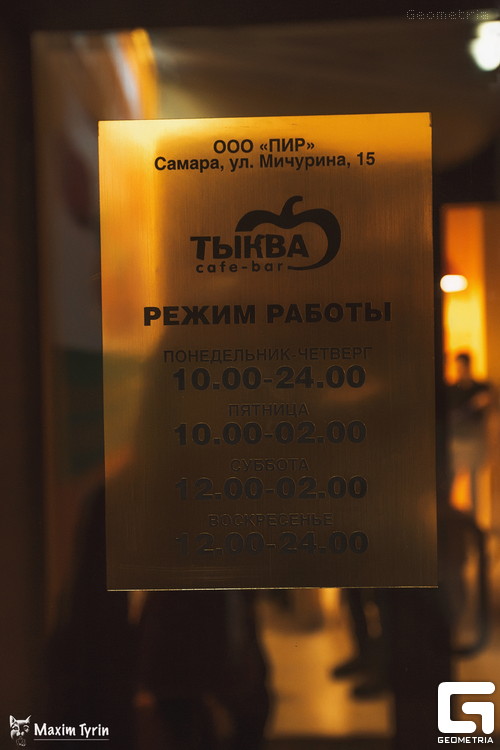 Geometria
ООО «ПИР»
Самара, ул. Мичурина, 15
ТЫКВА
cafe-bar
РЕЖИМ РАБОТЫ
ПОНЕДЕЛЬНИК-ЧЕТВЕРГ
10.00-24.00
ПЯТНИЦА
10.00-02.00
СУББОТА
12.00-02.00
ВОСКРЕСЕНЬЕ
12.00-24.00
Maxim Tyrin
GEOMETRIA